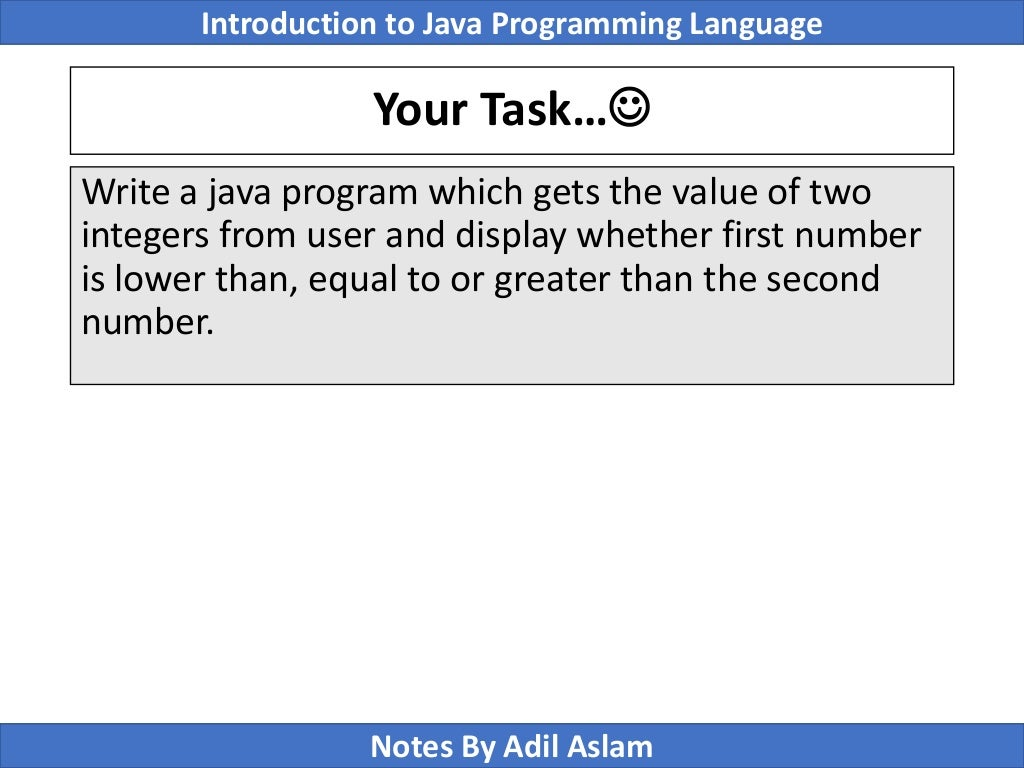 Introduction to Java Programming Language
Your Task…☺
Write a java program which gets the value of two
integers from user and display whether first number
is lower than, equal to or greater than the second
number.
Notes By Adil Aslam